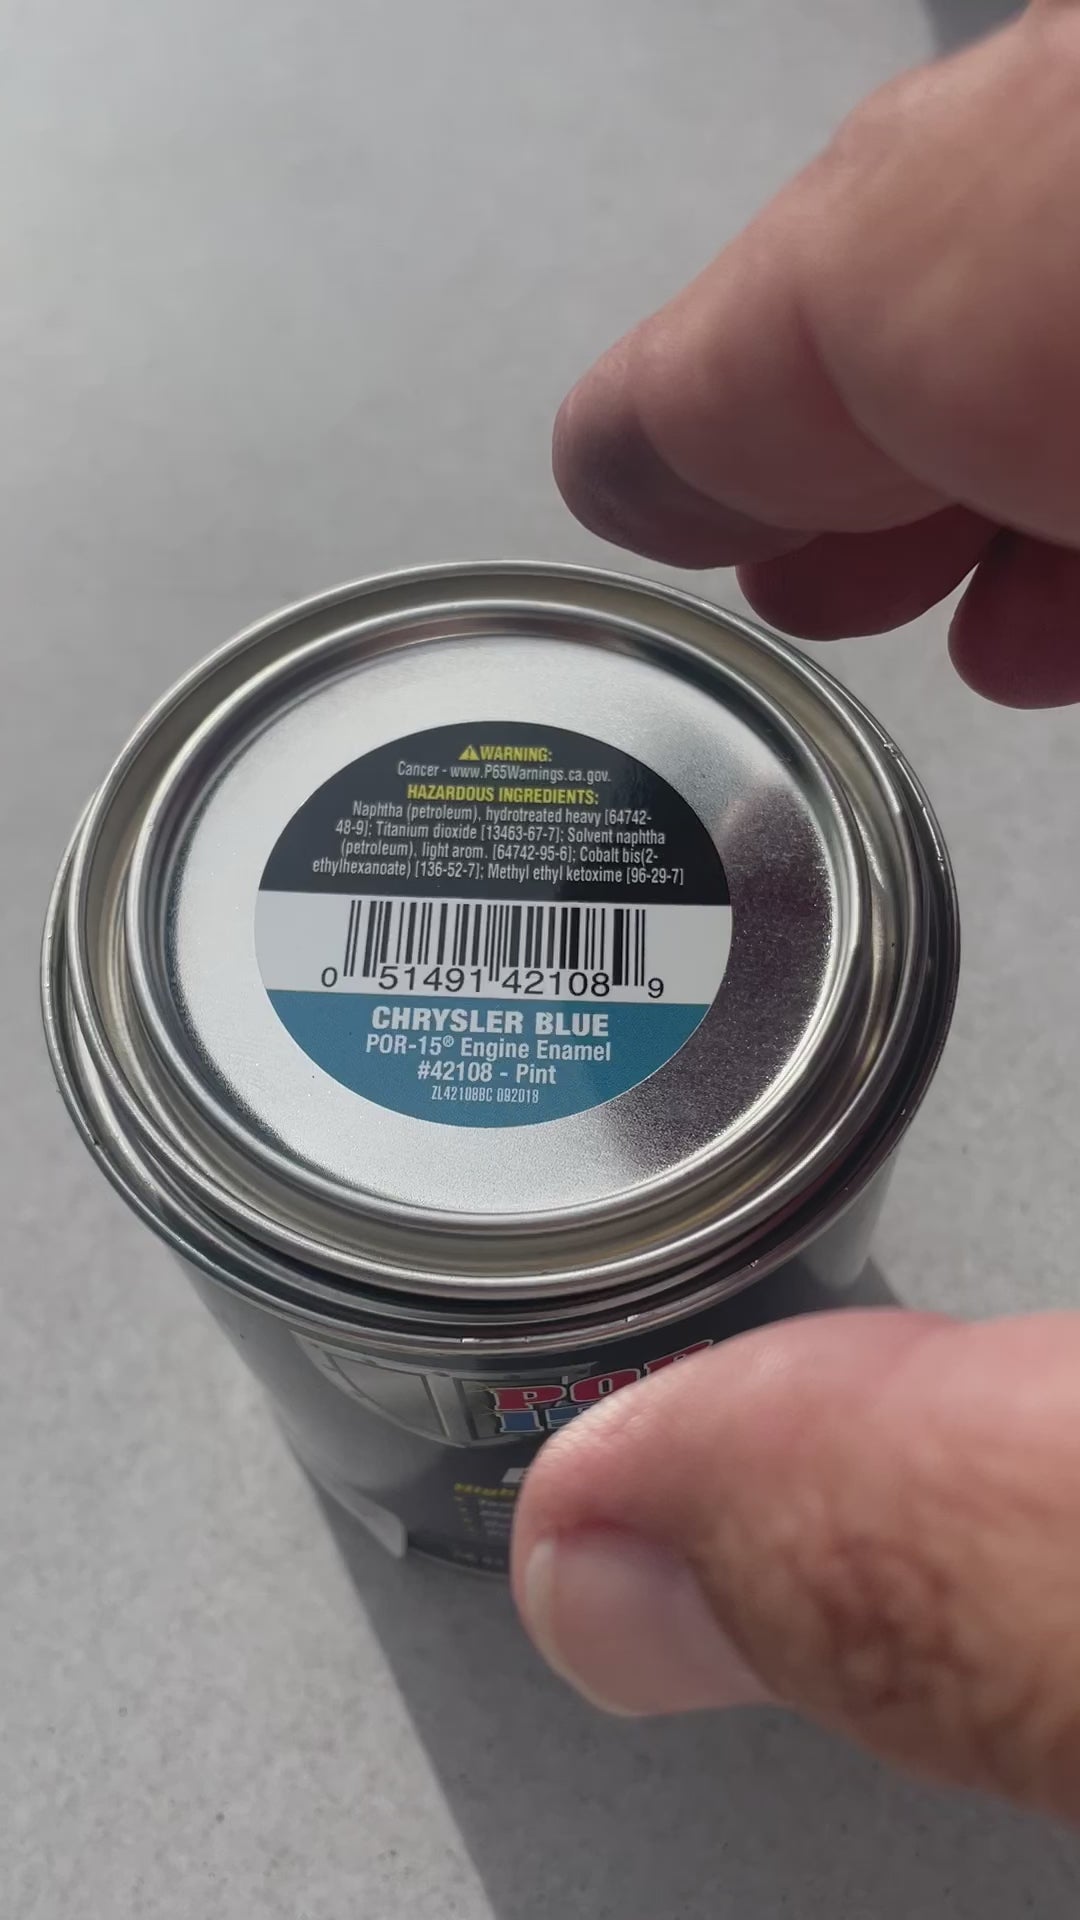 WARNING:
Cancer - www.P65Warnings.ca.gov.
HAZARDOUS INGREDIENTS:
Naphtha (petroleum), hydrotreated heavy [64742-
48-9]; Titanium dioxide [13463-67-7]; Solvent naphtha
(petroleum), light arom. [64742-95-6]; Cobalt bis(2-
ethylhexanoate) [136-52-7]; Methyl ethyl ketoxime [96-29-7]
0 51491 42108 9
CHRYSLER BLUE
POR-15® Engine Enamel
#42108 - Pint
ZL42108BC 092018
POR